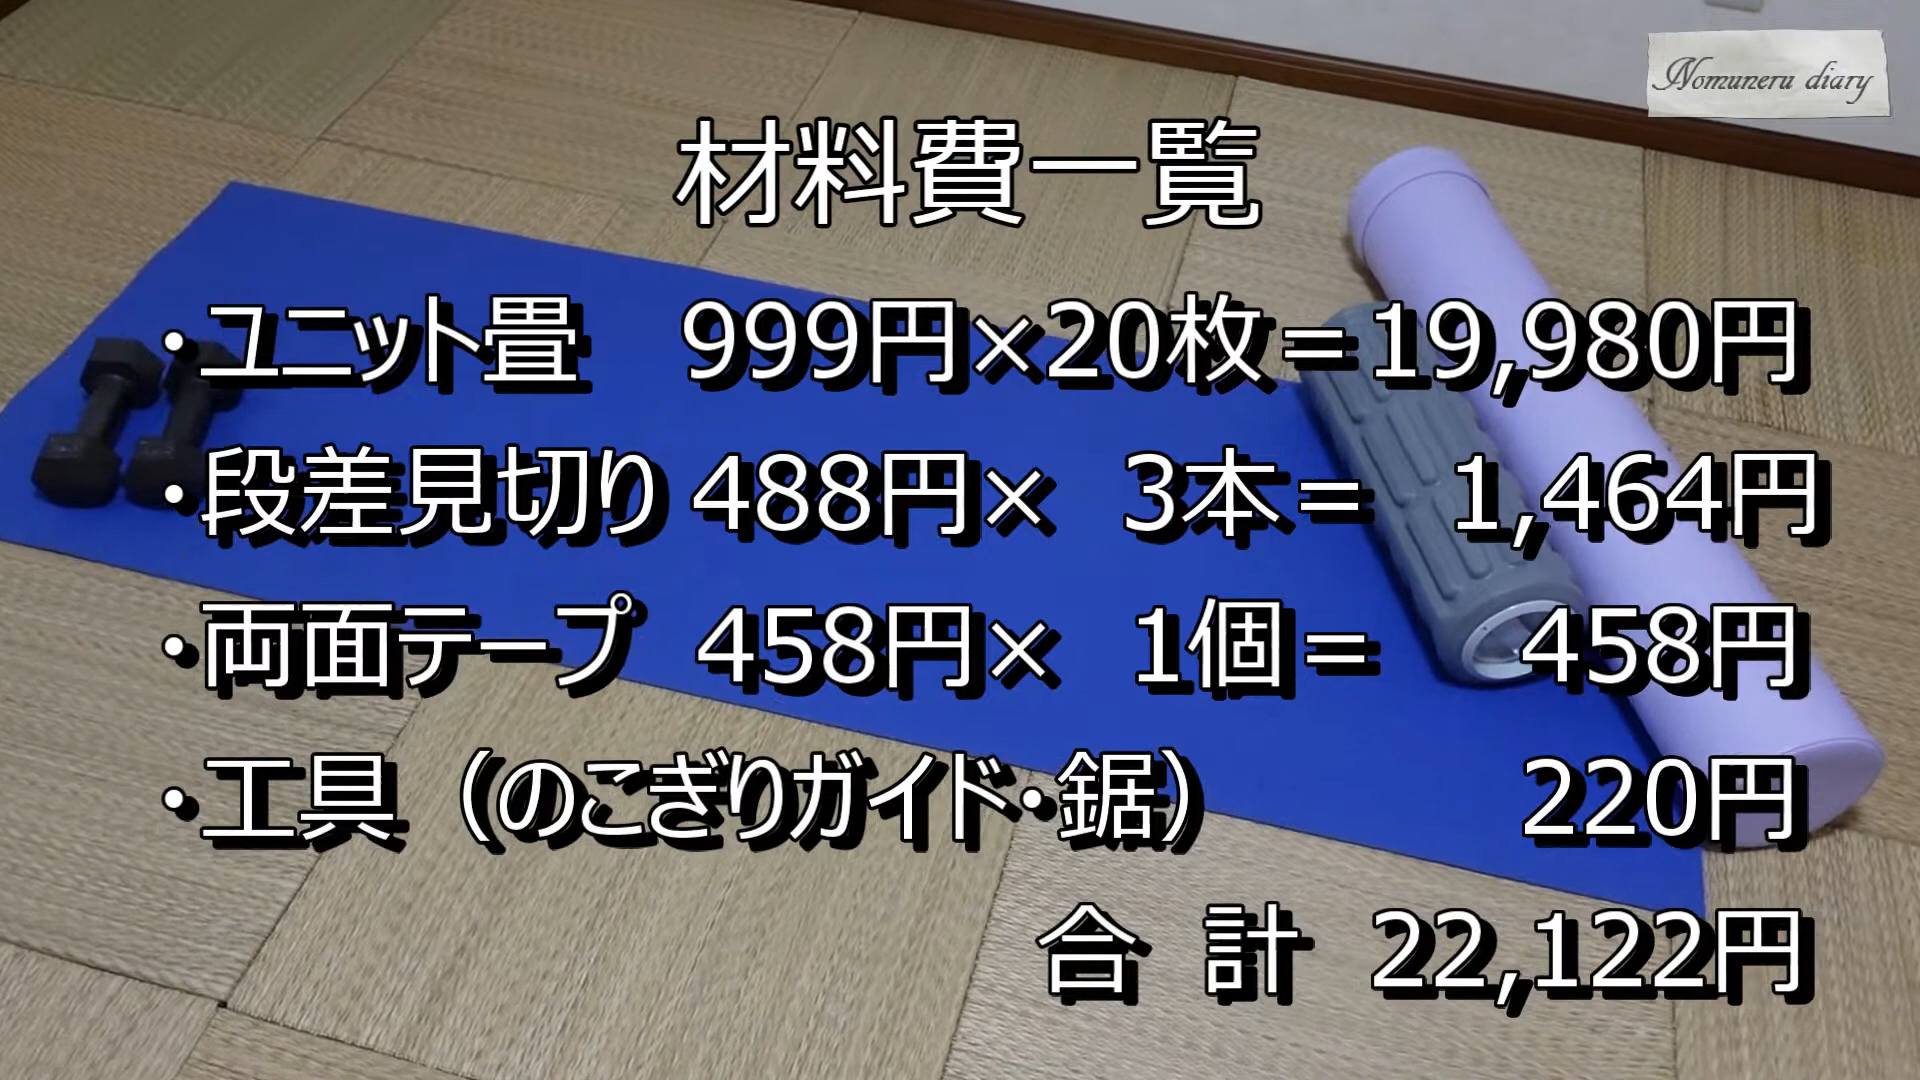 Nomuneru diary
材料費一覧
・ユニット畳 999円×20枚=19,980円
・段差見切り 488円× 3本= 1,464円
・両面テープ 458円× 1個= 458円
・工具（のこぎりガイド・鋸） 220円
合 計 22,122円